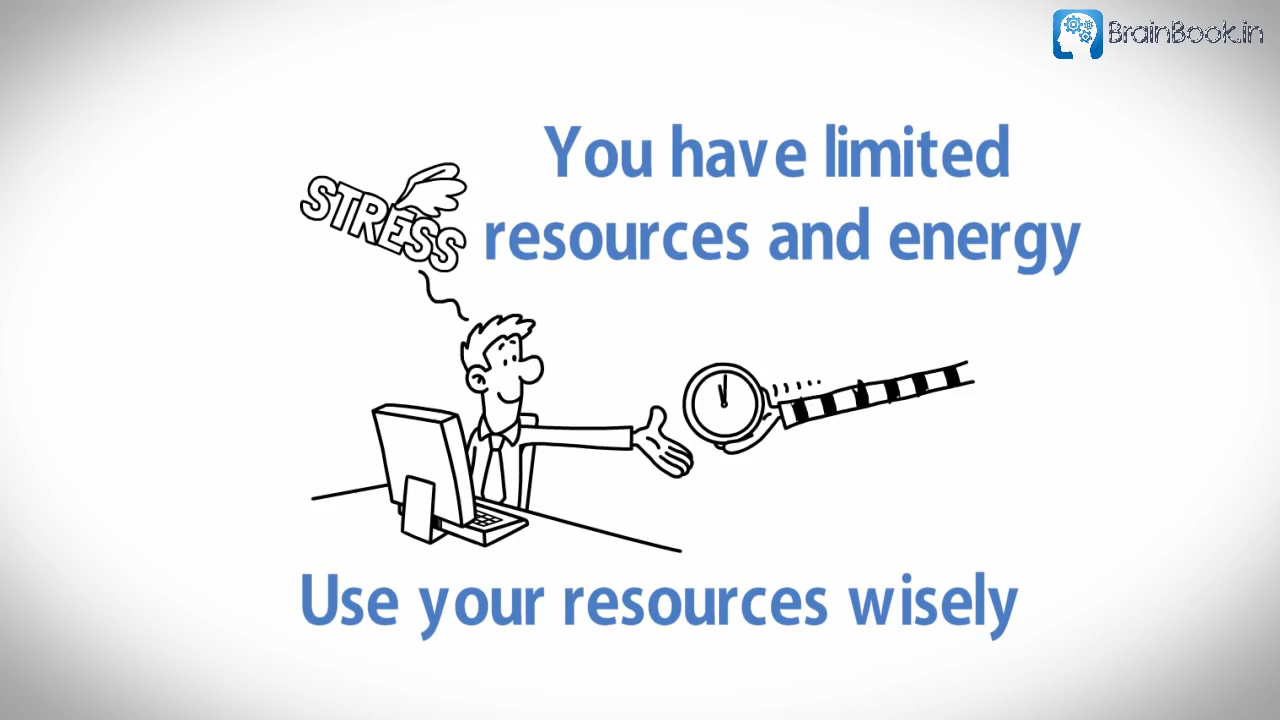 BrainBook.in
You have limited
STRESS
resources and energy
Use your resources wisely